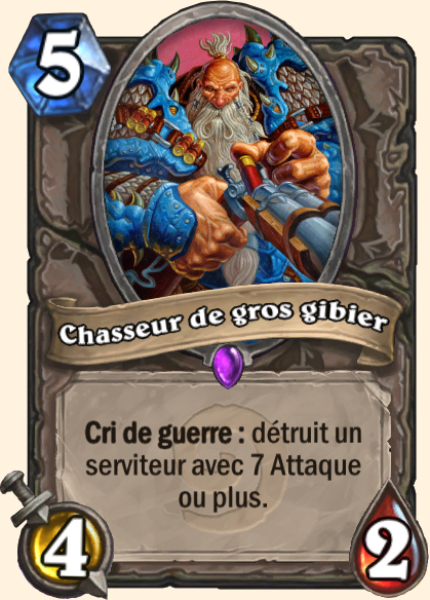 5
Chasseur de gros gibier
Cri de guerre : détruit un
serviteur avec 7 Attaque
ou plus.
4
2